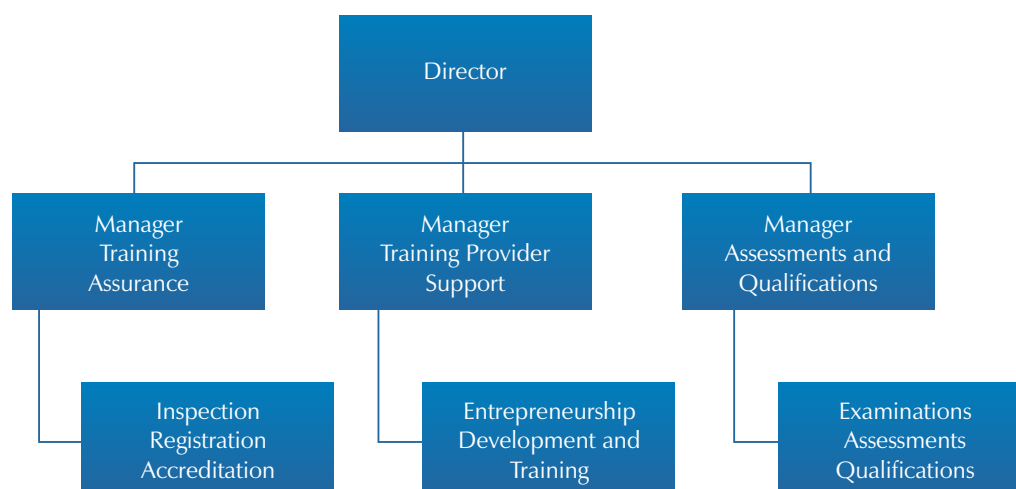 Director
Manager
Training
Assurance
Manager
Training Provider
Support
Manager
Assessments and
Qualifications
Inspection
Registration
Accreditation
Entrepreneurship
Development and
Training
Examinations
Assessments
Qualifications